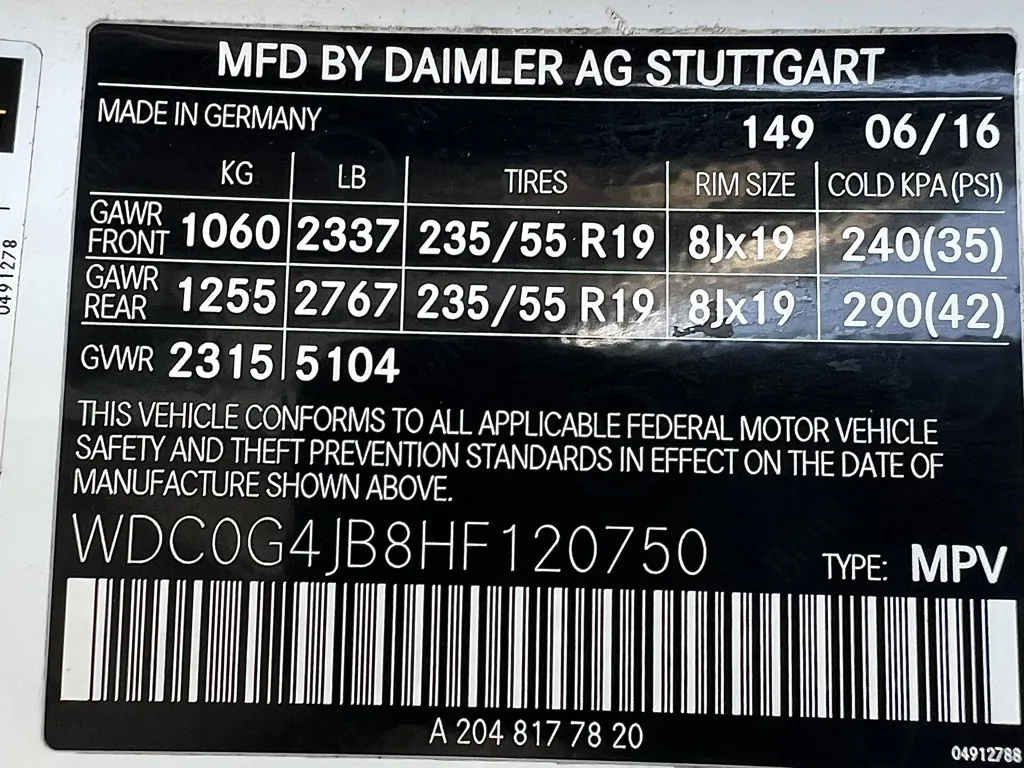 MFD BY DAIMLER AG STUTTGART
MADE IN GERMANY 149 06/16
KG LB TIRES RIM SIZE COLD KPA(PSI)
GAWR FRONT 1060 2337 235/55 R19 8Jx19 240(35)
GAWR REAR 1255 2767 235/55 R19 8Jx19 290(42)
GVWR 2315 5104
THIS VEHICLE CONFORMS TO ALL APPLICABLE FEDERAL MOTOR VEHICLE
SAFETY AND THEFT PREVENTION STANDARDS IN EFFECT ON THE DATE OF
MANUFACTURE SHOWN ABOVE.
WDC0G4JB8HF120750 TYPE: MPV
A 204 817 78 20
04912788
0491278